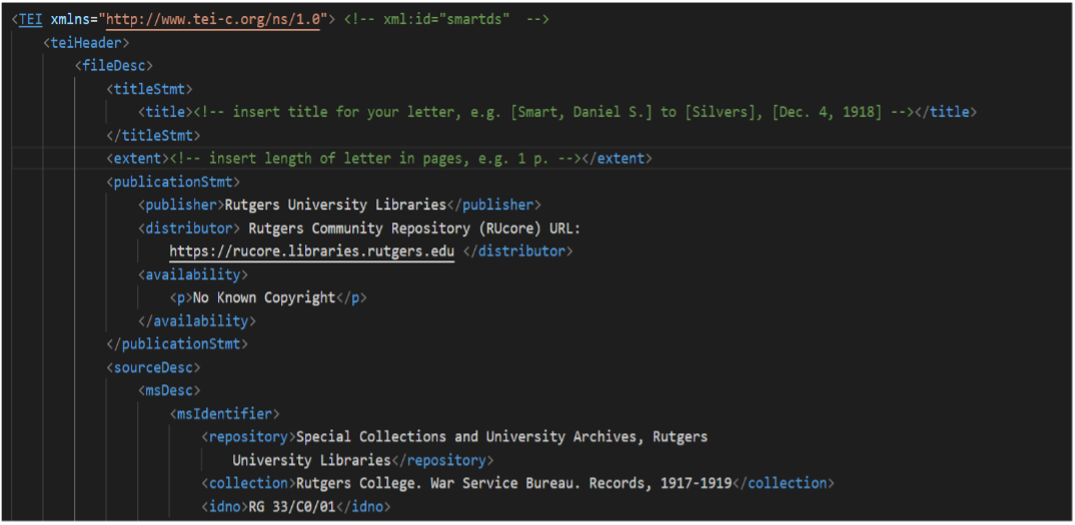 <TEI xmlns="http://www.tei-c.org/ns/1.0"> <!-- xml:id="smartds"  -->
<teiHeader>
<fileDesc>
<titleStmt>
<title><!-- insert title for your letter, e.g. [Smart, Daniel S.] to [Silvers], [Dec. 4, 1918] --></title>
</titleStmt>
<extent><!-- insert length of letter in pages, e.g. 1 p. --></extent>
<publicationStmt>
<publisher>Rutgers University Libraries</publisher>
<distributor> Rutgers Community Repository (RUcore) URL:
https://rucore.libraries.rutgers.edu </distributor>
<availability>
<p>No Known Copyright</p>
</availability>
</publicationStmt>
<sourceDesc>
<msDesc>
<msIdentifier>
<repository>Special Collections and University Archives, Rutgers
University Libraries</repository>
<collection>Rutgers College. War Service Bureau. Records, 1917-1919</collection>
<idno>RG 33/C0/01</idno>